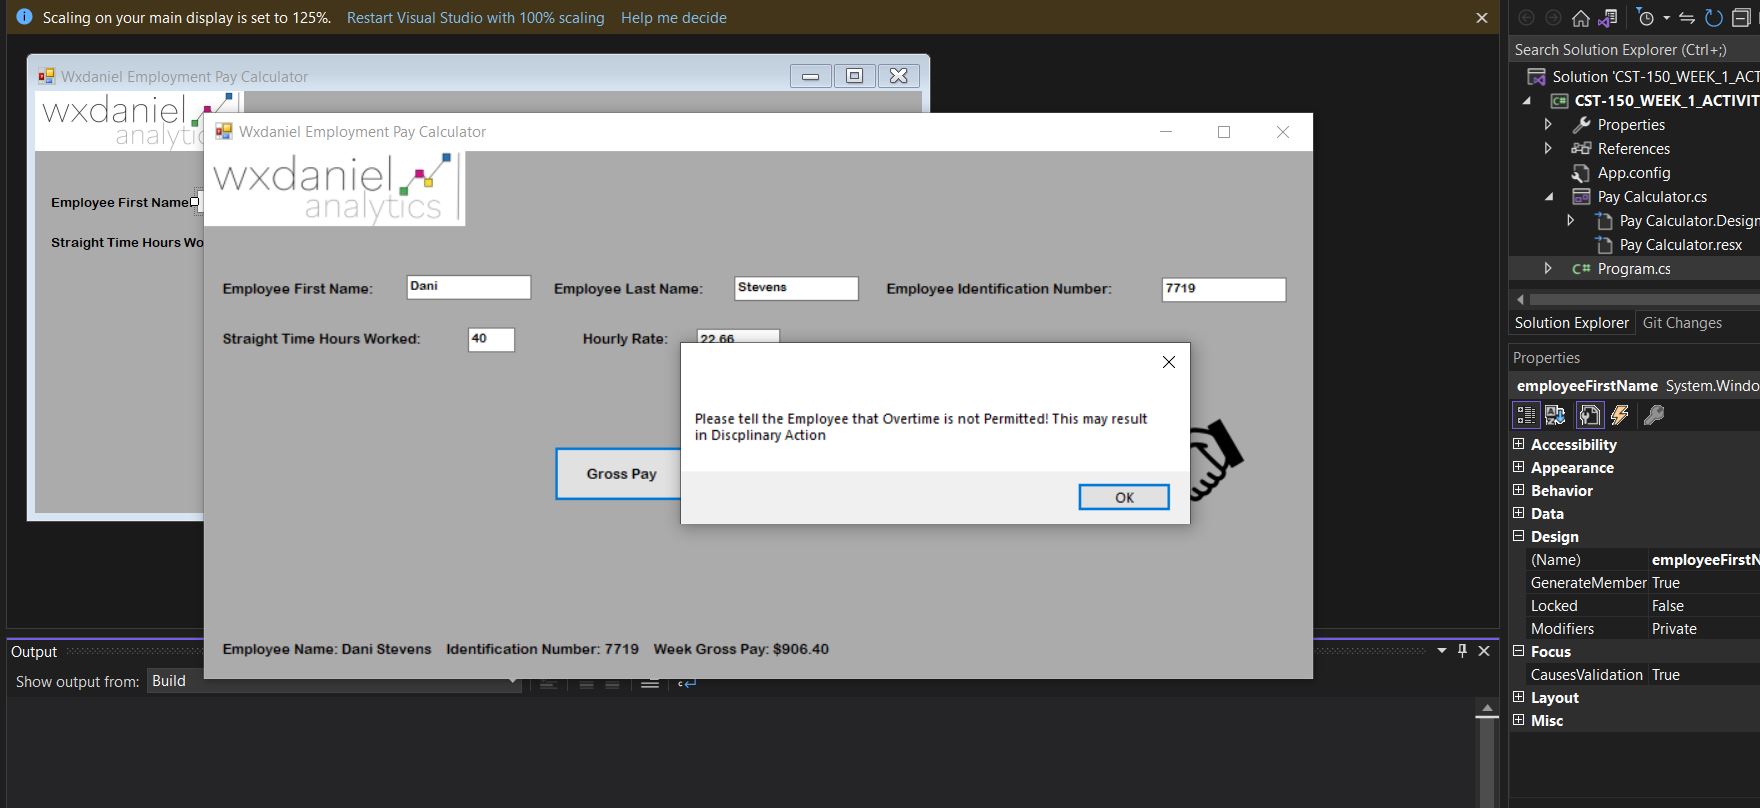 Scaling on your main display is set to 125%. Restart Visual Studio with 100% scaling Help me decide
Wxdaniel Employment Pay Calculator
wxdaniel
analytics
Employee First Name:
Straight Time Hours Wo
Wxdaniel Employment Pay Calculator
wxdaniel
analytics
Employee First Name: Dani Employee Last Name: Stevens Employee Identification Number: 7719
Straight Time Hours Worked: 40 Hourly Rate: 22.66
Gross Pay
Please tell the Employee that Overtime is not Permitted! This may result
in Discplinary Action
OK
Employee Name: Dani Stevens Identification Number: 7719 Week Gross Pay: $906.40
Output
Show output from: Build
Search Solution Explorer (Ctrl+;)
Solution 'CST-150_WEEK_1_ACT
C# CST-150_WEEK_1_ACTIVIT
Properties
References
App.config
Pay Calculator.cs
Pay Calculator.Design
Pay Calculator.resx
C# Program.cs
Solution Explorer Git Changes
Properties
employeeFirstName System.Windo
Accessibility
Appearance
Behavior
Data
Design
(Name) employeeFirstN
GenerateMember True
Locked False
Modifiers Private
Focus
CausesValidation True
Layout
Misc